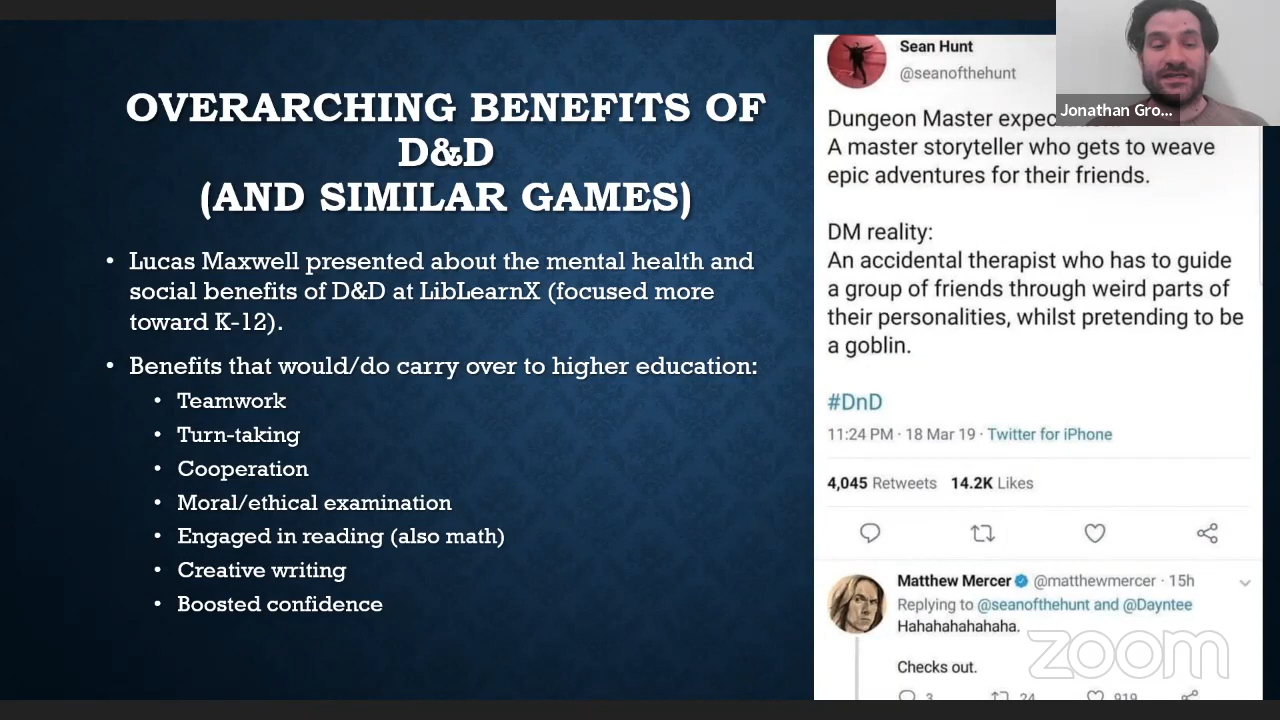 OVERARCHING BENEFITS OF
D&D
(AND SIMILAR GAMES)
• Lucas Maxwell presented about the mental health and
social benefits of D&D at LibLearnX (focused more
toward K-12).
• Benefits that would/do carry over to higher education:
• Teamwork
• Turn-taking
• Cooperation
• Moral/ethical examination
• Engaged in reading (also math)
• Creative writing
• Boosted confidence
Sean Hunt
@seanofthehunt
Dungeon Master
A master storyteller who gets to weave
epic adventures for their friends.
DM reality:
An accidental therapist who has to guide
a group of friends through weird parts of
their personalities, whilst pretending to be
a goblin.
#DnD
11:24 PM · 18 Mar 19 · Twitter for iPhone
4,045 Retweets 14.2K Likes
Matthew Mercer @matthewmercer · 15h
Replying to @seanofthehunt and @Dayntee
Hahahahahahaha.
Checks out.
3 24 919
Jonathan Gro...
zoom